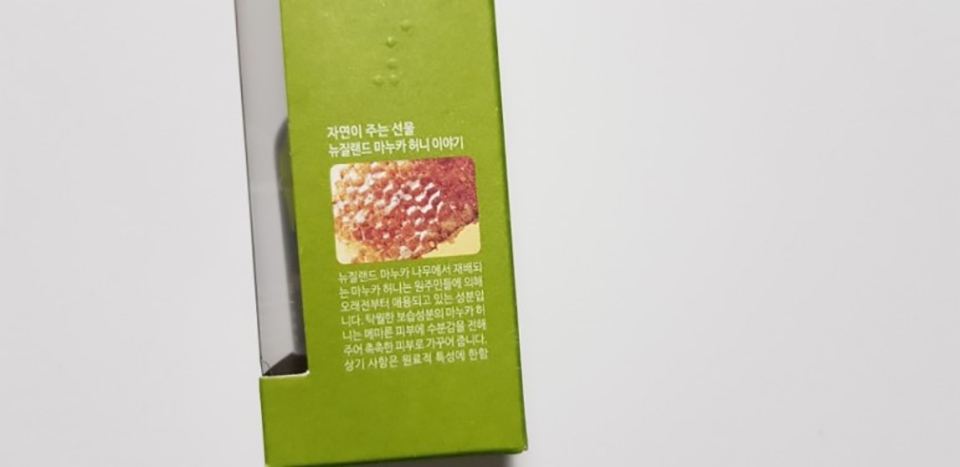 자연이 주는 선물
뉴질랜드 마누카 허니 이야기
뉴질랜드 마누카 나무에서 재배되
는 마누카 허니는 원주민들에 의해
오래전부터 애용되고 있는 성분입
니다. 탁월한 보습성분의 마누카 허
니는 메마른 피부에 수분감을 전해
주어 촉촉한 피부로 가꾸어 줍니다.
상기 사항은 원료적 특성에 한함